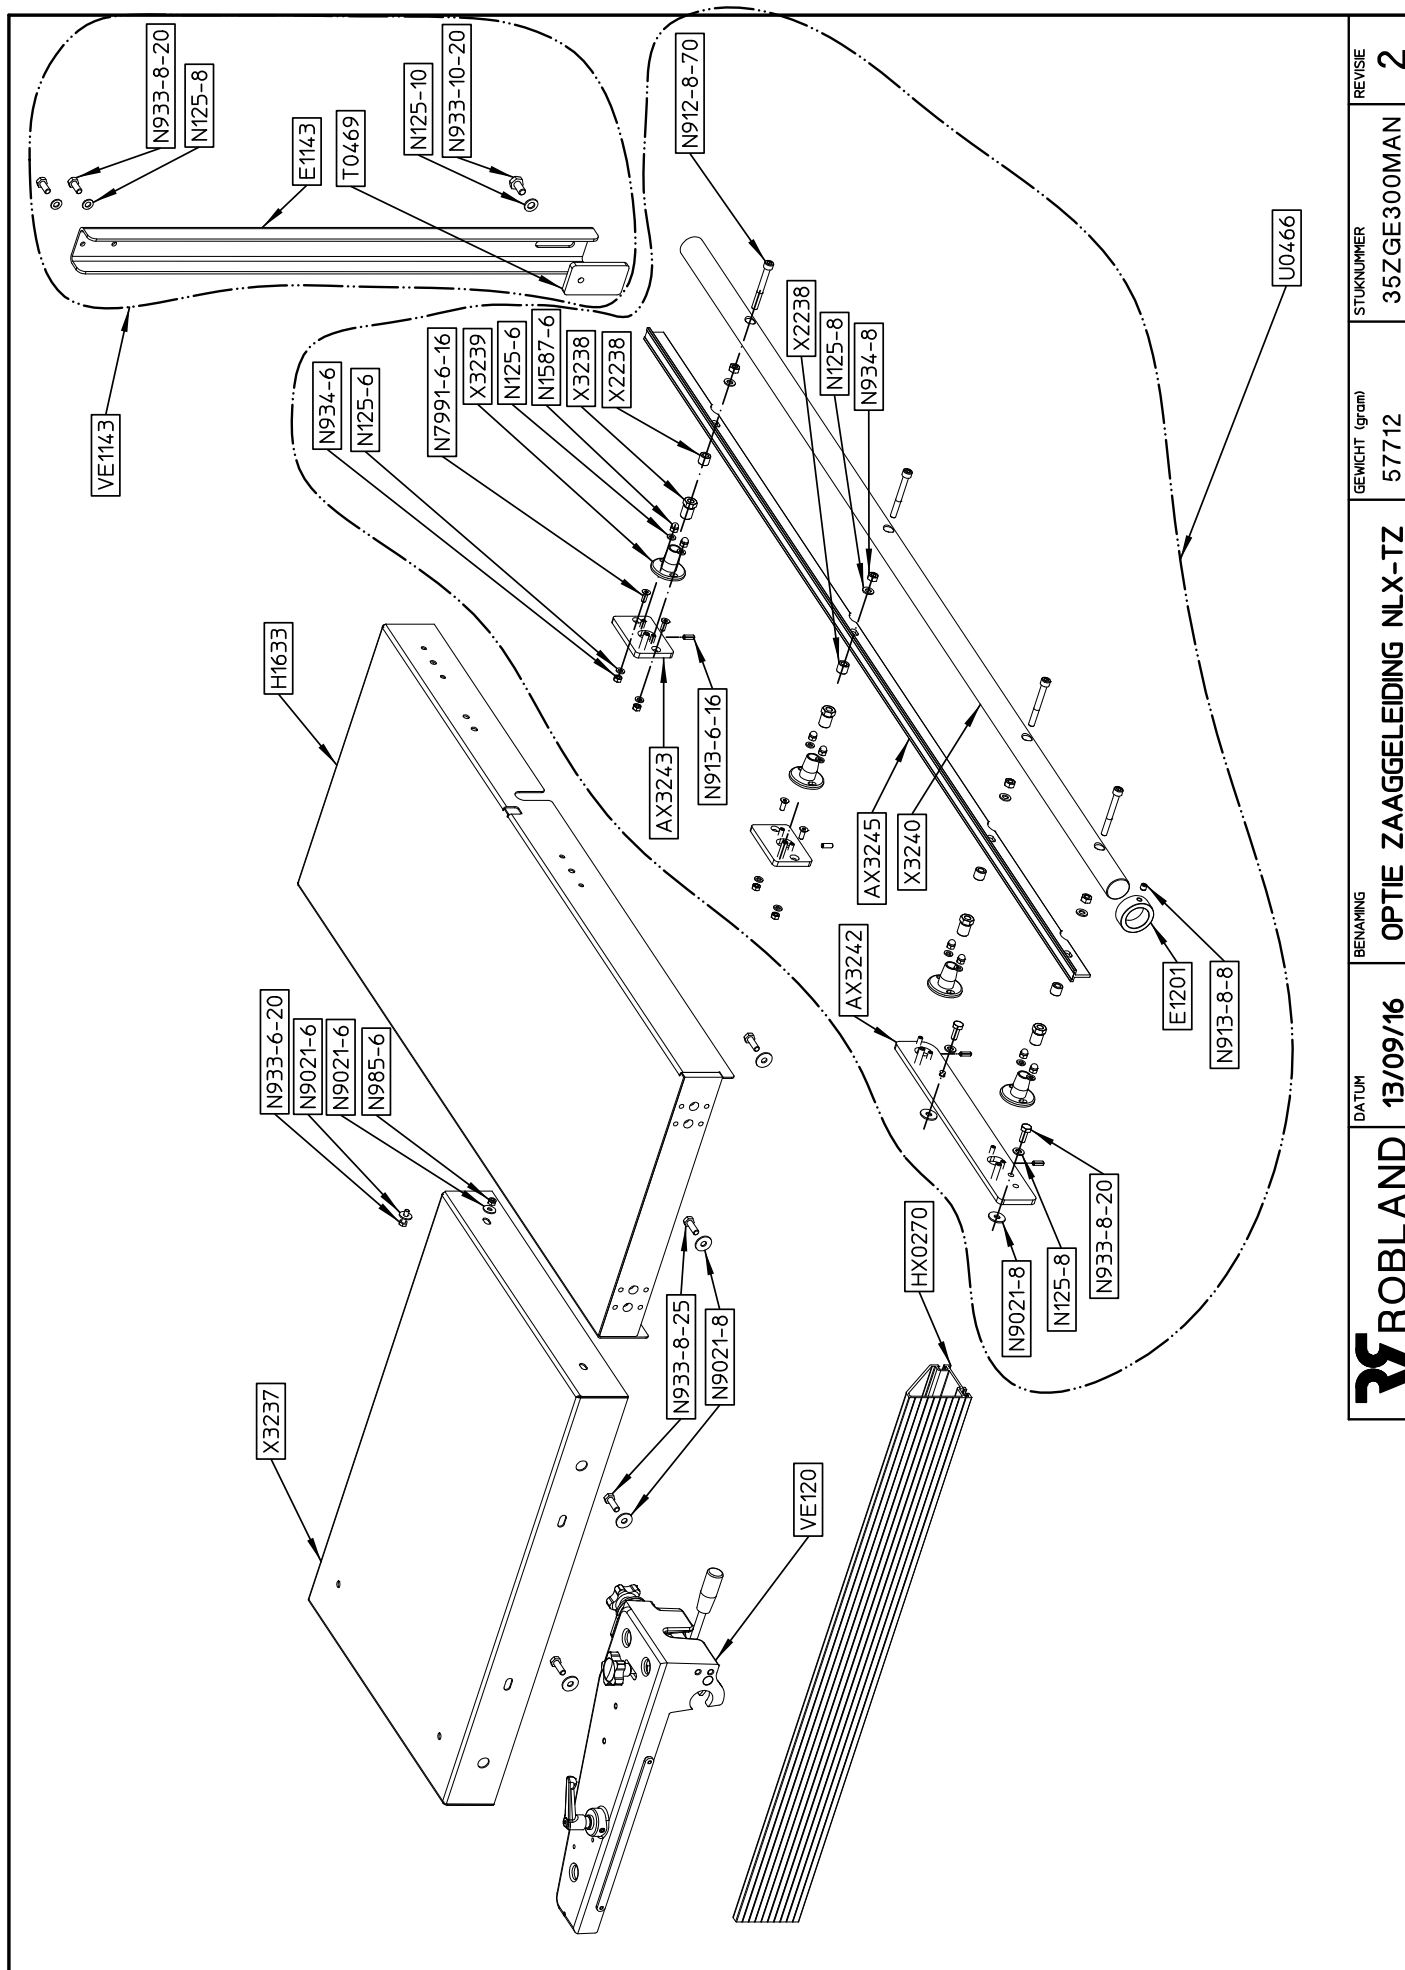 VE1143
N933-8-20
N125-8
E1143
T0469
N125-10
N933-10-20
N912-8-70
H1633
N934-6
N125-6
N7991-6-16
X3239
N125-6
N1587-6
X3238
X2238
X2238
N125-8
N934-8
U0466
AX3243
N913-6-16
AX3245
X3240
X3237
N933-6-20
N9021-6
N9021-6
N985-6
AX3242
E1201
N913-8-8
N933-8-25
N9021-8
HX0270
N9021-8
N125-8
N933-8-20
VE120
ROBLAND
DATUM
13/09/16
BENAMING
OPTIE ZAAGGELEIDING NLX-TZ
GEWICHT (gram)
57712
STUKNUMMER
35ZGE300MAN
REVISIE
2